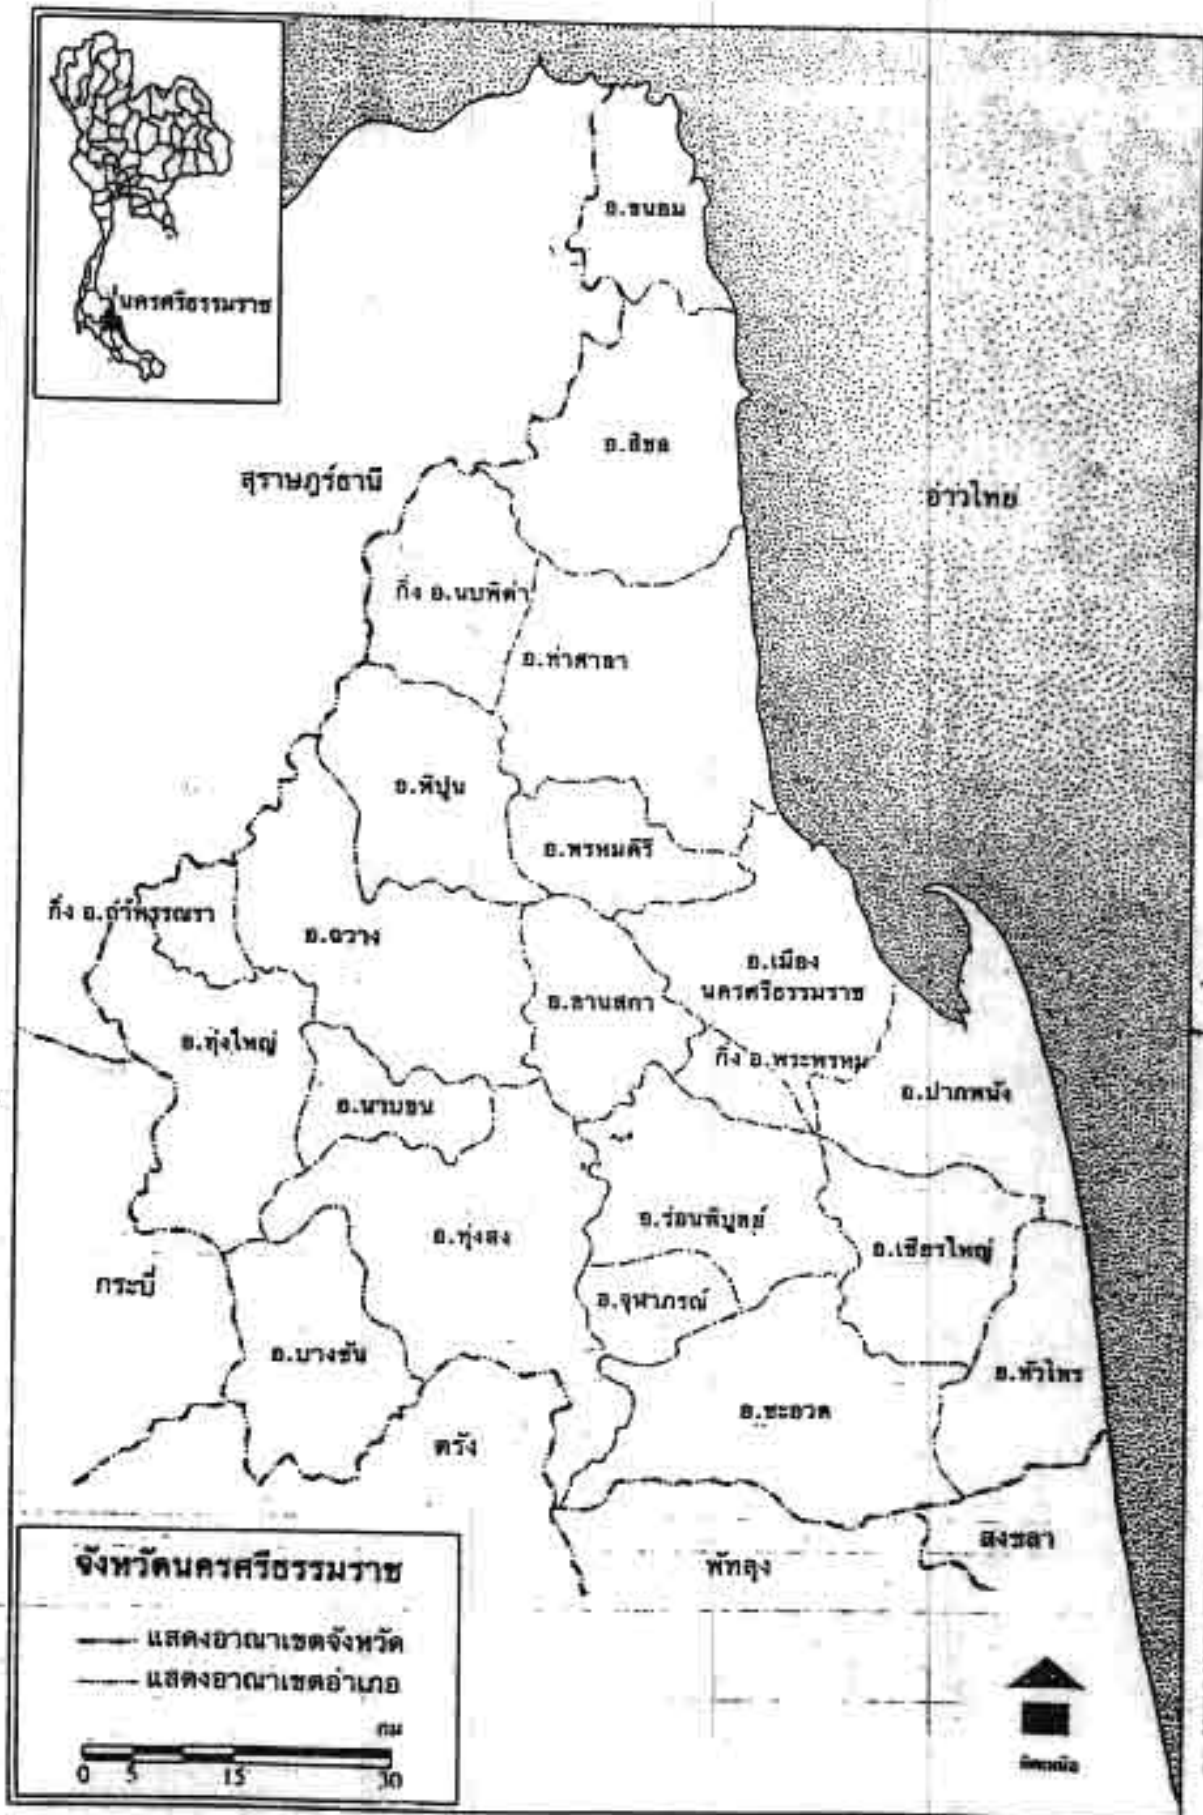 นครศรีธรรมราช
อ.ขนอม
อ.สิชล
สุราษฎร์ธานี
อ่าวไทย
กิ่ง อ.นบพิตำ
อ.ท่าศาลา
อ.พิปูน
อ.พรหมคีรี
กิ่ง อ.ถ้ำพรรณรา
อ.ฉวาง
อ.เมือง
นครศรีธรรมราช
อ.ลานสกา
อ.ทุ่งใหญ่
กิ่ง อ.พระพรหม
อ.ปากพนัง
อ.นาบอน
อ.ร่อนพิบูลย์
อ.ทุ่งสง
อ.เชียรใหญ่
กระบี่
อ.จุฬาภรณ์
อ.บางขัน
อ.หัวไทร
อ.ชะอวด
ตรัง
สงขลา
พัทลุง
จังหวัดนครศรีธรรมราช
แสดงอาณาเขตจังหวัด
แสดงอาณาเขตอำเภอ
กม
0 5 15 30
ทิศเหนือ